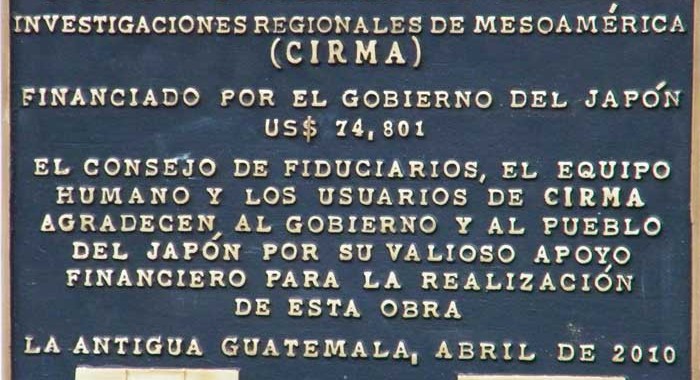 INVESTIGACIONES REGIONALES DE MESOAMÉRICA
(CIRMA)
FINANCIADO POR EL GOBIERNO DEL JAPÓN
US$ 74,801
EL CONSEJO DE FIDUCIARIOS, EL EQUIPO
HUMANO Y LOS USUARIOS DE CIRMA
AGRADECEN AL GOBIERNO Y AL PUEBLO
DEL JAPÓN POR SU VALIOSO APOYO
FINANCIERO PARA LA REALIZACIÓN
DE ESTA OBRA
LA ANTIGUA GUATEMALA, ABRIL DE 2010